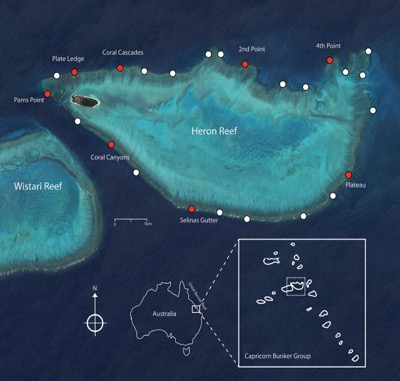 Coral Cascades
Plate Ledge
2nd Point
4th Point
Pams Point
Heron Reef
Coral Canyons
Wistari Reef
Plateau
Selinas Gutter
N
Australia
Capricorn Bunker Group